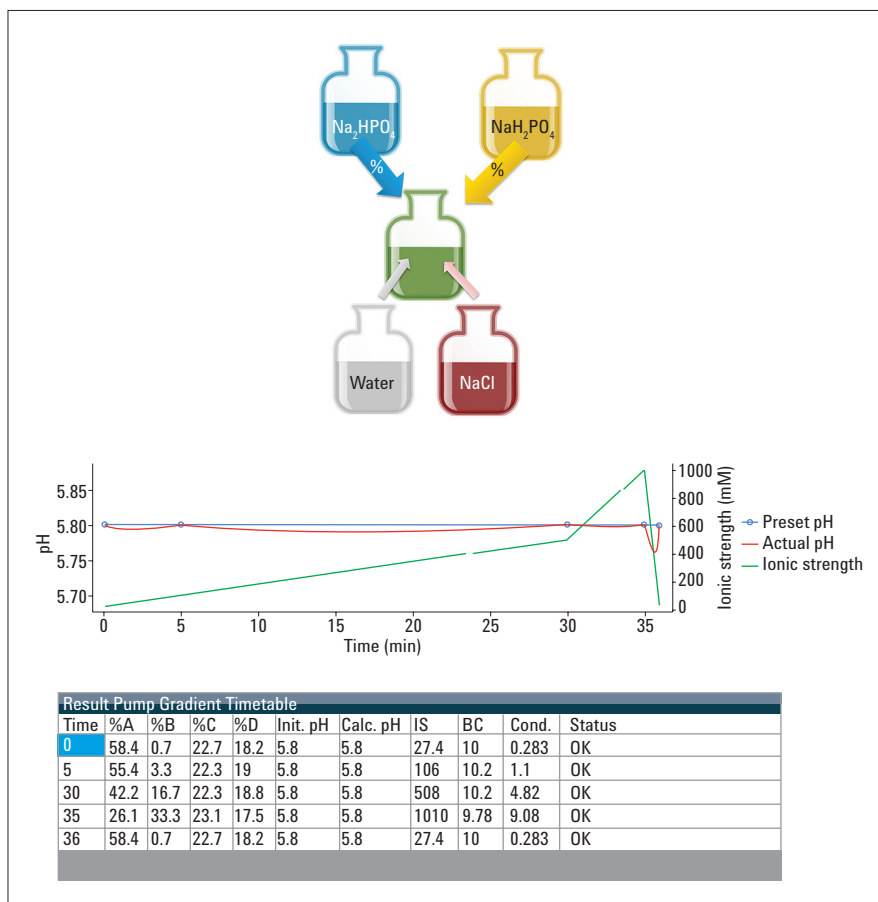 Na₂HPO₄ NaH₂PO₄
% %
Water NaCl
5.85
5.80
5.75
5.70
pH
0 5 10 15 20 25 30 35
Time (min)
1000
800
600
400
200
0
Ionic strength (mM)
Preset pH
Actual pH
Ionic strength
Result Pump Gradient Timetable
Time %A %B %C %D Init. pH Calc. pH IS BC Cond. Status
0 58.4 0.7 22.7 18.2 5.8 5.8 27.4 10 0.283 OK
5 55.4 3.3 22.3 19 5.8 5.8 106 10.2 1.1 OK
30 42.2 16.7 22.3 18.8 5.8 5.8 508 10.2 4.82 OK
35 26.1 33.3 23.1 17.5 5.8 5.8 1010 9.78 9.08 OK
36 58.4 0.7 22.7 18.2 5.8 5.8 27.4 10 0.283 OK